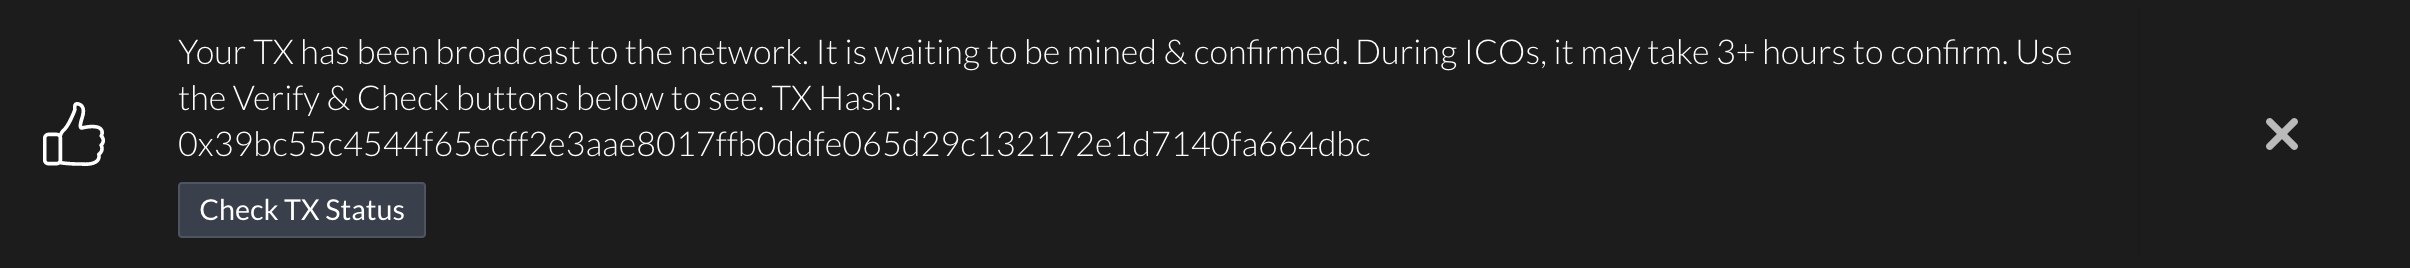 Your TX has been broadcast to the network. It is waiting to be mined & confirmed. During ICOs, it may take 3+ hours to confirm. Use
the Verify & Check buttons below to see. TX Hash:
0x39bc55c4544f65ecff2e3aae8017ffb0ddfe065d29c132172e1d7140fa664dbc
Check TX Status